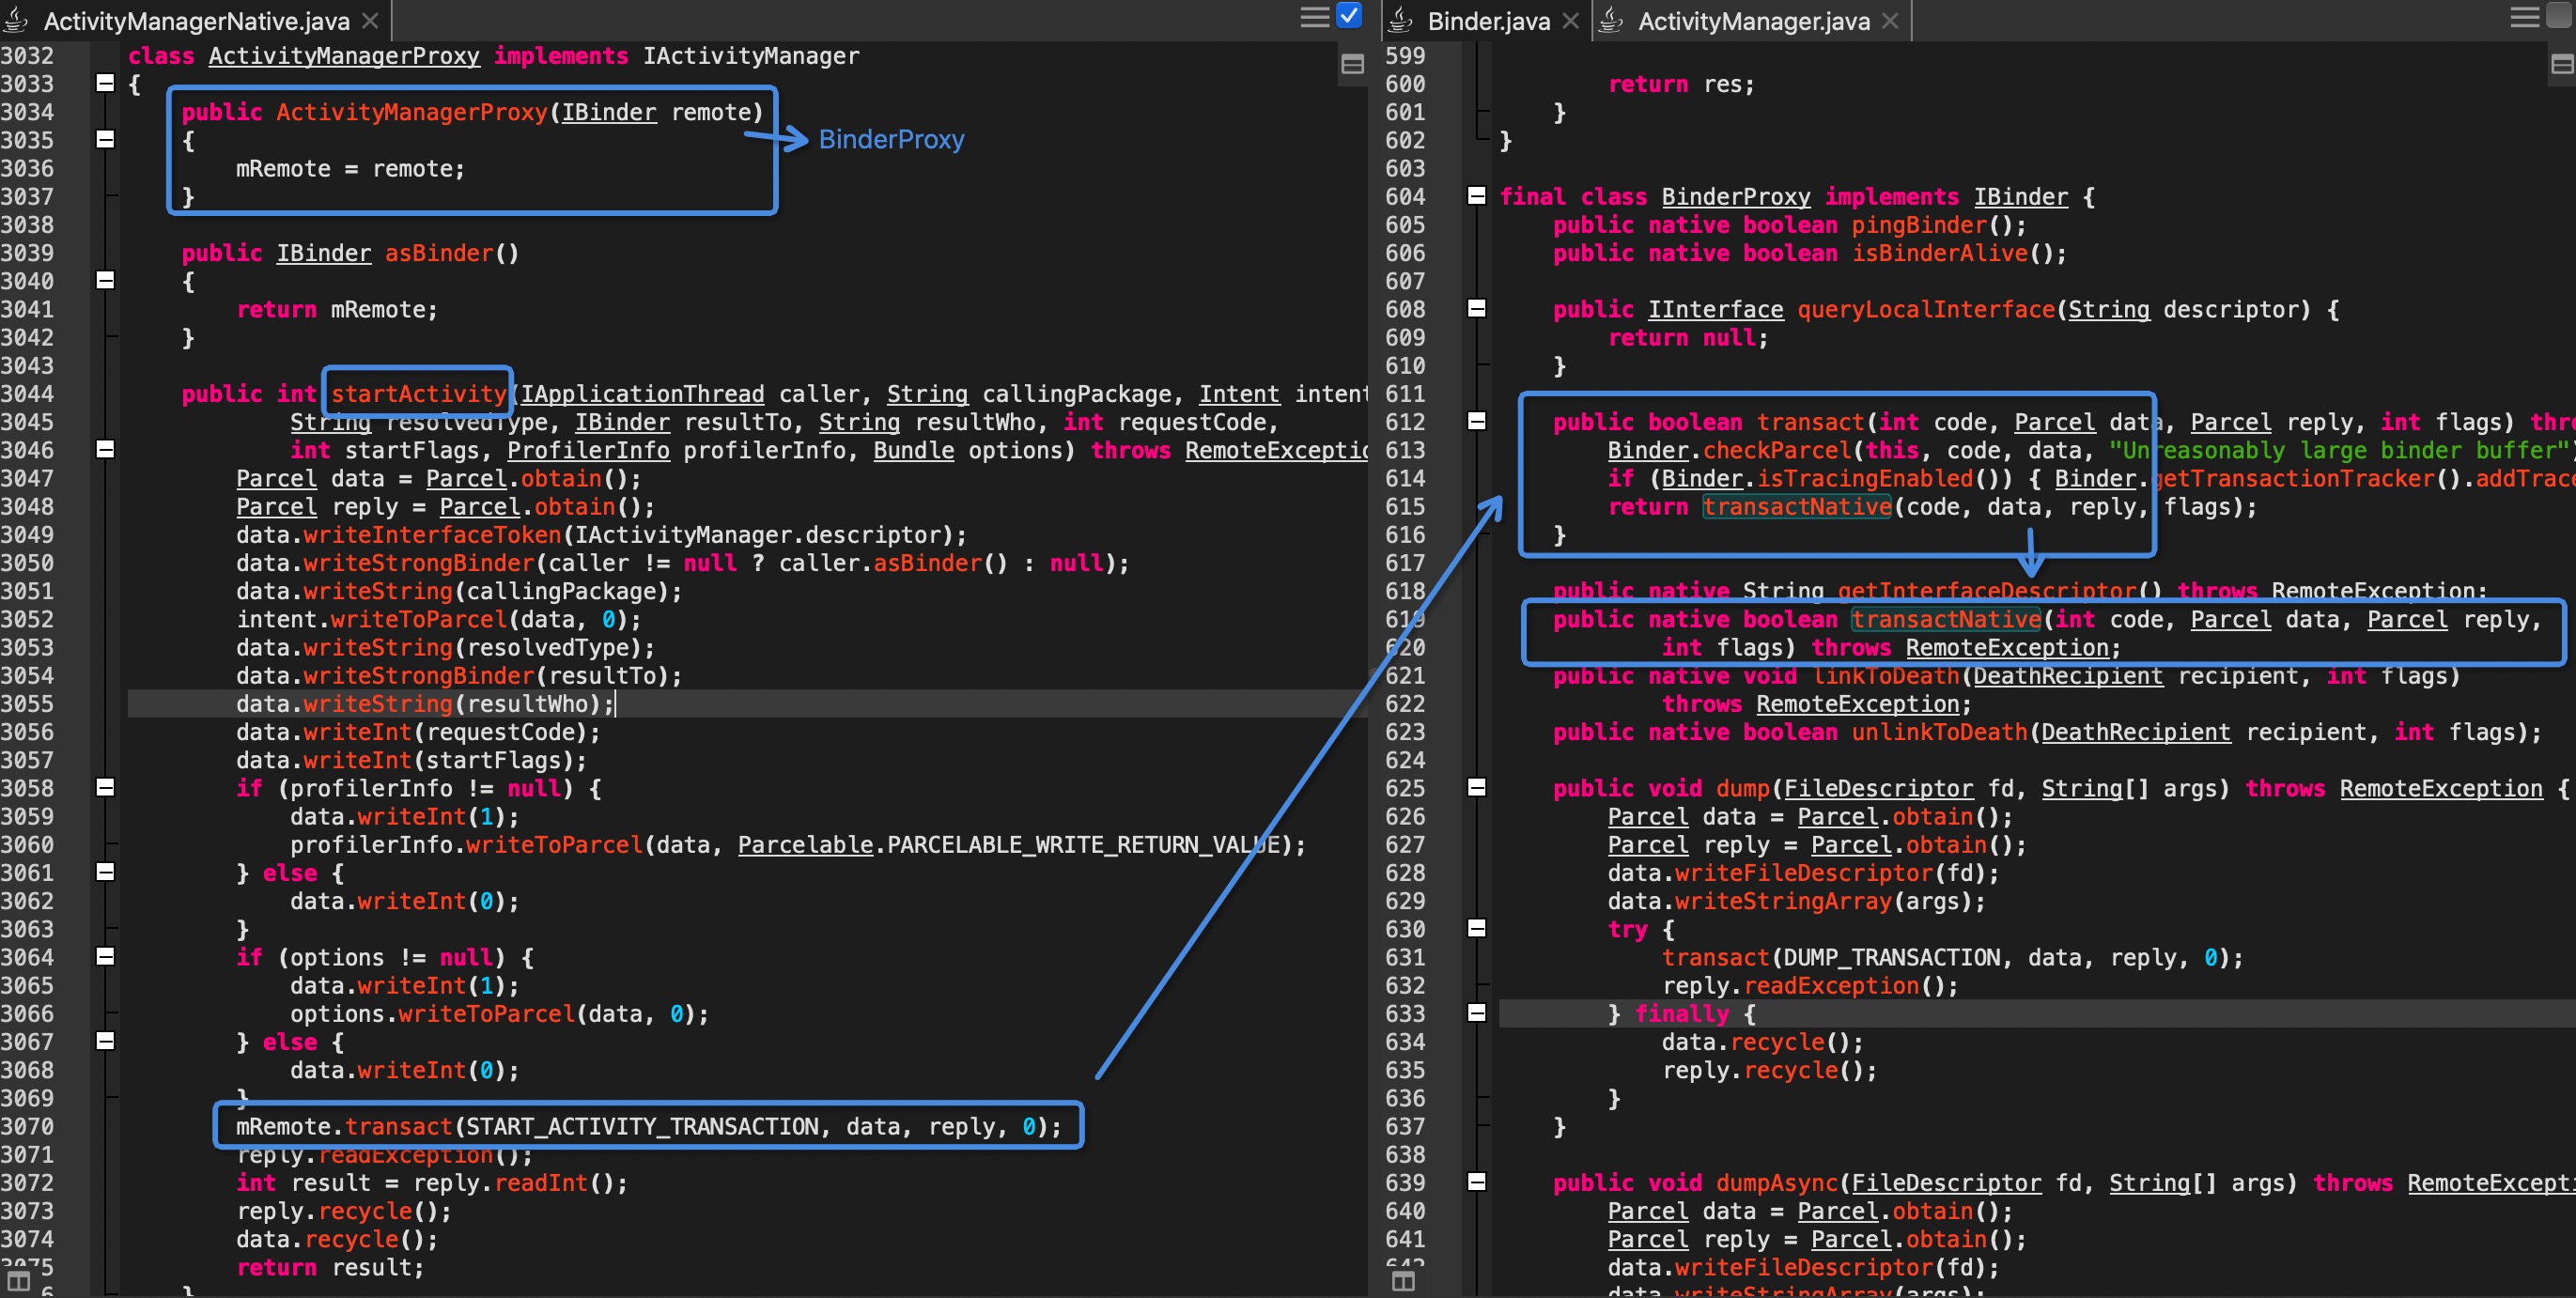 ActivityManagerNative.java
3032 class ActivityManagerProxy implements IActivityManager
3033 {
3034 public ActivityManagerProxy(IBinder remote)
3035 {
BinderProxy
3036 mRemote = remote;
3037 }
3038
3039 public IBinder asBinder()
3040 {
3041 return mRemote;
3042 }
3043
3044 public int startActivity(IApplicationThread caller, String callingPackage, Intent intent
3045 String resolvedType, IBinder resultTo, String resultWho, int requestCode,
3046 int startFlags, ProfilerInfo profilerInfo, Bundle options) throws RemoteExceptio
3047 Parcel data = Parcel.obtain();
3048 Parcel reply = Parcel.obtain();
3049 data.writeInterfaceToken(IActivityManager.descriptor);
3050 data.writeStrongBinder(caller != null ? caller.asBinder() : null);
3051 data.writeString(callingPackage);
3052 intent.writeToParcel(data, 0);
3053 data.writeString(resolvedType);
3054 data.writeStrongBinder(resultTo);
3055 data.writeString(resultWho);
3056 data.writeInt(requestCode);
3057 data.writeInt(startFlags);
3058 if (profilerInfo != null) {
3059 data.writeInt(1);
3060 profilerInfo.writeToParcel(data, Parcelable.PARCELABLE_WRITE_RETURN_VALUE);
3061 } else {
3062 data.writeInt(0);
3063 }
3064 if (options != null) {
3065 data.writeInt(1);
3066 options.writeToParcel(data, 0);
3067 } else {
3068 data.writeInt(0);
3069 }
3070 mRemote.transact(START_ACTIVITY_TRANSACTION, data, reply, 0);
3071 reply.readException();
3072 int result = reply.readInt();
3073 reply.recycle();
3074 data.recycle();
3075 return result;
6 }
Binder.java ActivityManager.java
599
600 return res;
601 }
602 }
603
604 final class BinderProxy implements IBinder {
605 public native boolean pingBinder();
606 public native boolean isBinderAlive();
607
608 public IInterface queryLocalInterface(String descriptor) {
609 return null;
610 }
611
612 public boolean transact(int code, Parcel data, Parcel reply, int flags) thr
613 Binder.checkParcel(this, code, data, "Unreasonably large binder buffer")
614 if (Binder.isTracingEnabled()) { Binder.getTransactionTracker().addTrace
615 return transactNative(code, data, reply, flags);
616 }
617
618 public native String getInterfaceDescriptor() throws RemoteException;
619 public native boolean transactNative(int code, Parcel data, Parcel reply,
620 int flags) throws RemoteException;
621 public native void linkToDeath(DeathRecipient recipient, int flags)
622 throws RemoteException;
623 public native boolean unlinkToDeath(DeathRecipient recipient, int flags);
624
625 public void dump(FileDescriptor fd, String[] args) throws RemoteException {
626 Parcel data = Parcel.obtain();
627 Parcel reply = Parcel.obtain();
628 data.writeFileDescriptor(fd);
629 data.writeStringArray(args);
630 try {
631 transact(DUMP_TRANSACTION, data, reply, 0);
632 reply.readException();
633 } finally {
634 data.recycle();
635 reply.recycle();
636 }
637 }
638
639 public void dumpAsync(FileDescriptor fd, String[] args) throws RemoteExcepti
640 Parcel data = Parcel.obtain();
641 Parcel reply = Parcel.obtain();
642 data.writeFileDescriptor(fd);
data.writeStringArray(args);